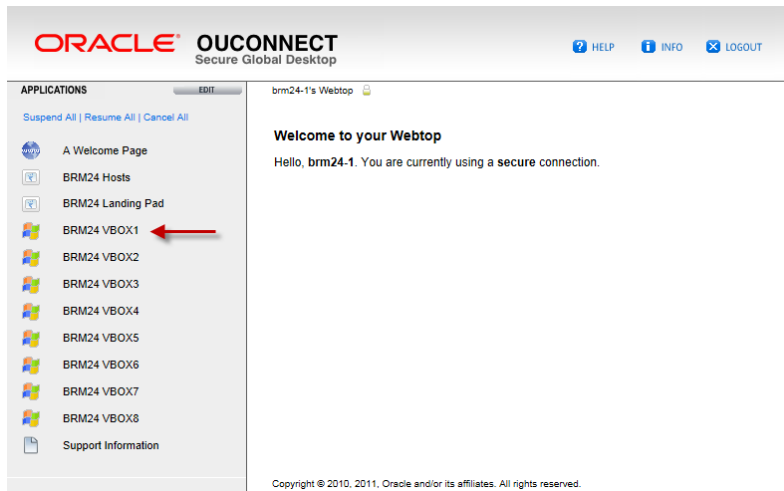 ORACLE® OUCONNECT
Secure Global Desktop
HELP INFO LOGOUT
APPLICATIONS EDIT
Suspend All | Resume All | Cancel All
A Welcome Page
BRM24 Hosts
BRM24 Landing Pad
BRM24 VBOX1
BRM24 VBOX2
BRM24 VBOX3
BRM24 VBOX4
BRM24 VBOX5
BRM24 VBOX6
BRM24 VBOX7
BRM24 VBOX8
Support Information
brm24-1's Webtop
Welcome to your Webtop
Hello, brm24-1. You are currently using a secure connection.
Copyright © 2010, 2011, Oracle and/or its affiliates. All rights reserved.